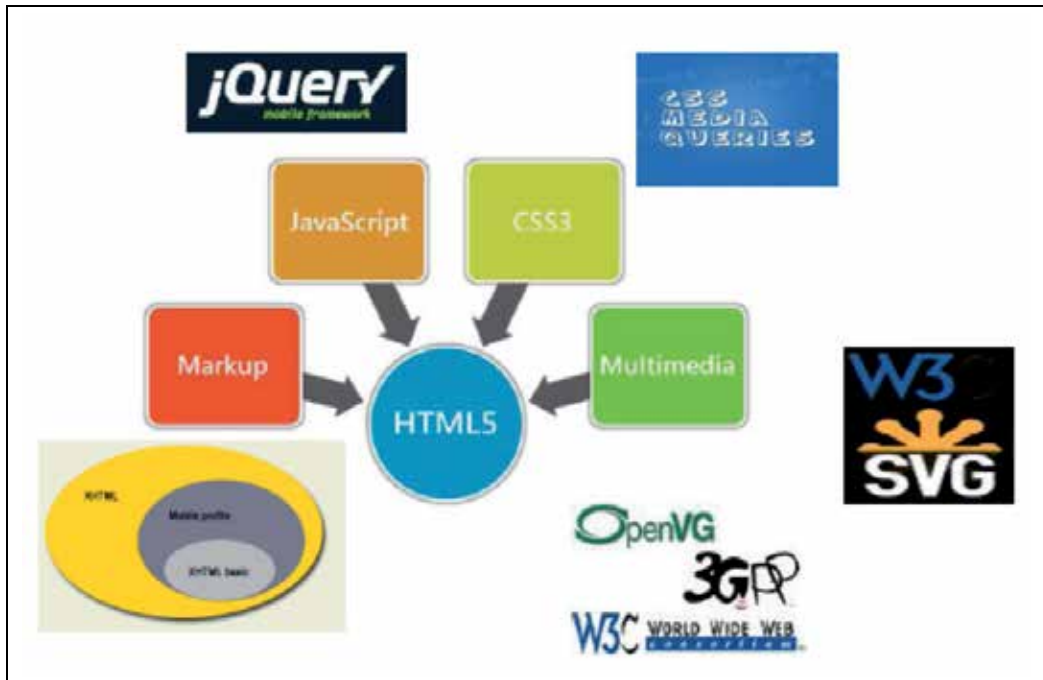 jQuery
mobile framework
CSS
MEDIA
QUERIES
JavaScript
CSS3
Markup
Multimedia
HTML5
W3C
SVG
XHTML
Mobile profile
XHTML basic
OpenVG
3GPP
W3C WORLD WIDE WEB
consortium